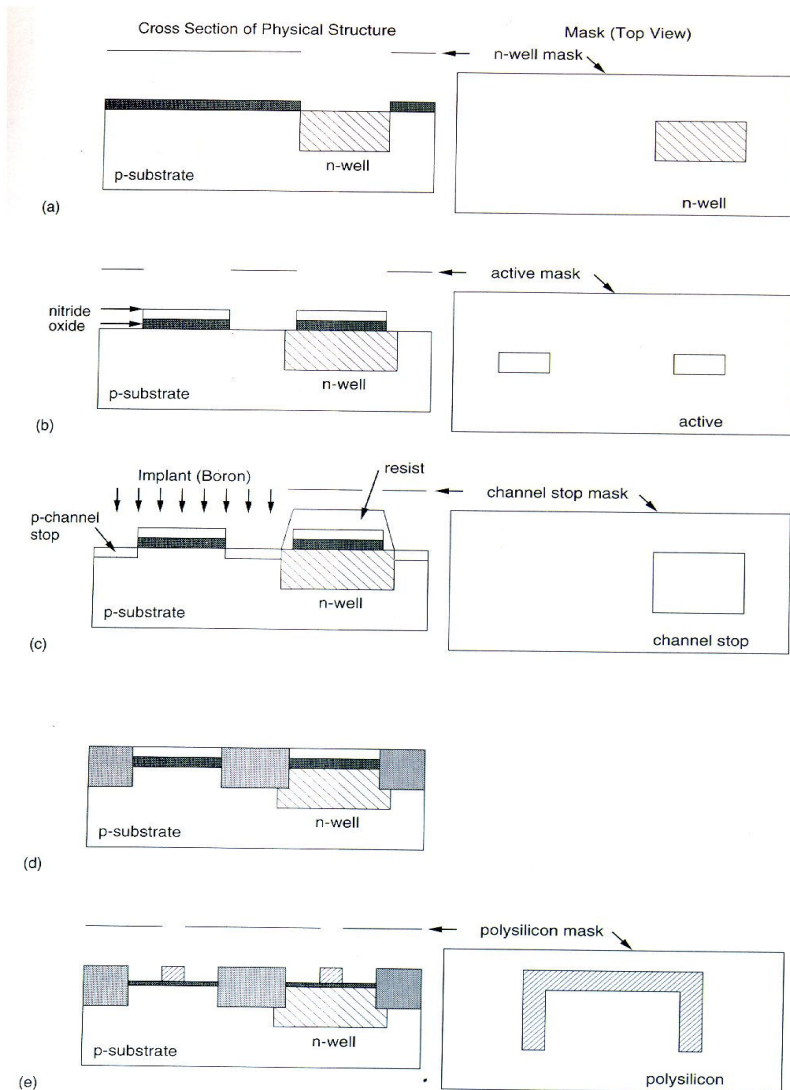 Cross Section of Physical Structure
Mask (Top View)
n-well mask
n-well
p-substrate
n-well
(a)
active mask
nitride
oxide
n-well
p-substrate
active
(b)
Implant (Boron)
resist
channel stop mask
p-channel
stop
n-well
p-substrate
channel stop
(c)
p-substrate
n-well
(d)
polysilicon mask
p-substrate
n-well
polysilicon
(e)